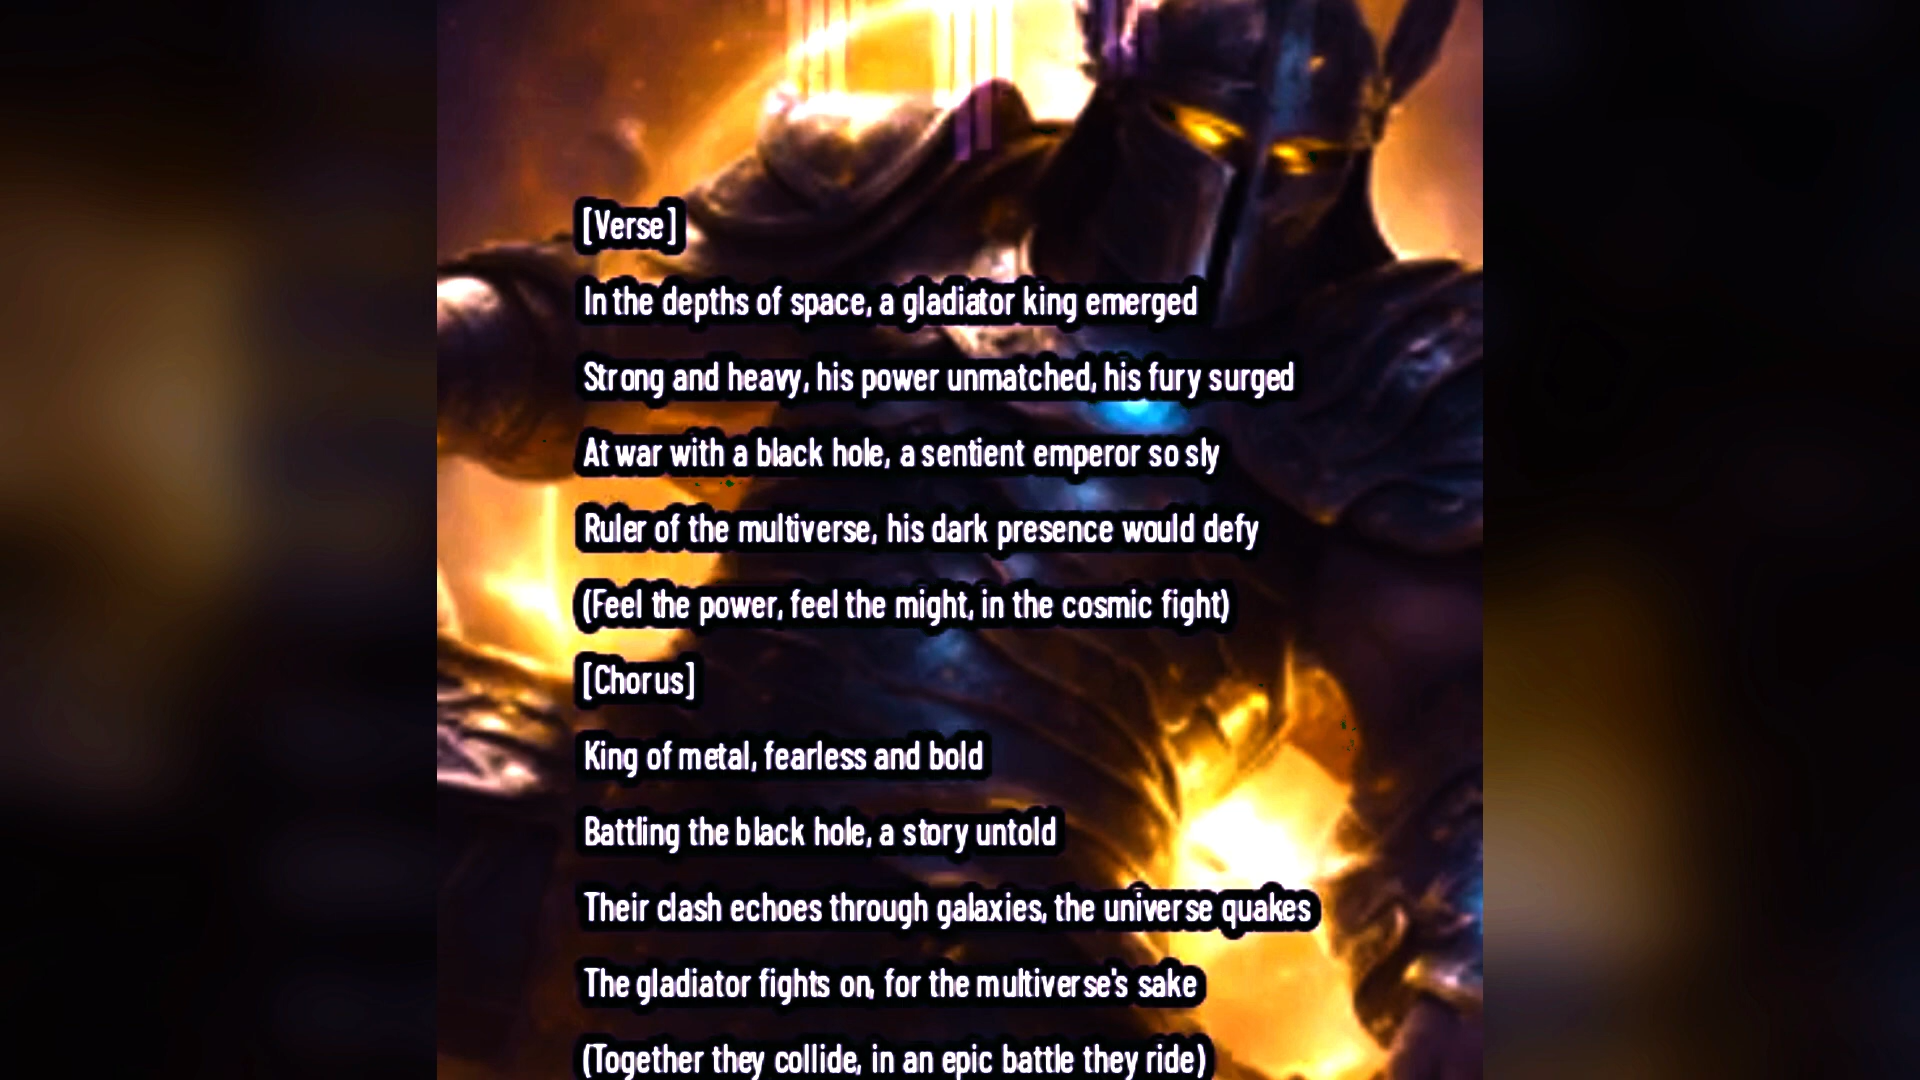 [Verse]
In the depths of space, a gladiator king emerged
Strong and heavy, his power unmatched, his fury surged
At war with a black hole, a sentient emperor so sly
Ruler of the multiverse, his dark presence would defy
(Feel the power, feel the might, in the cosmic fight)
[Chorus]
King of metal, fearless and bold
Battling the black hole, a story untold
Their clash echoes through galaxies, the universe quakes
The gladiator fights on, for the multiverse's sake
(Together they collide, in an epic battle they ride)